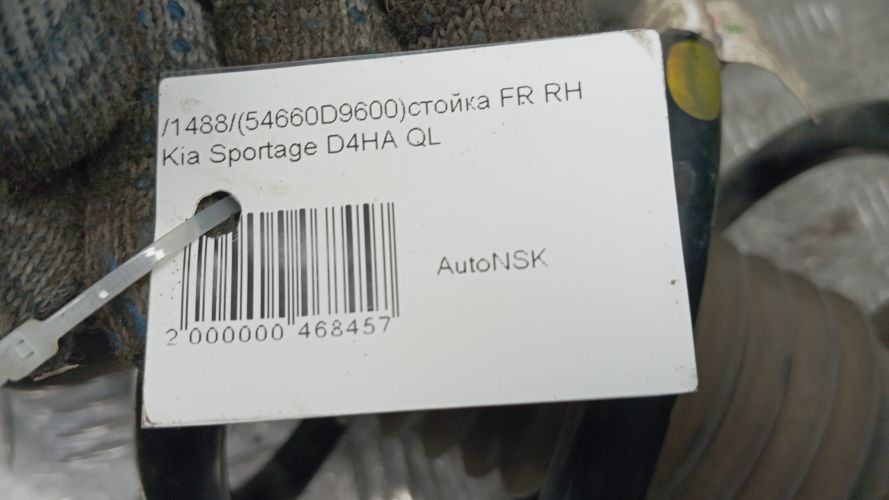 /1488/(54660D9600)стойка FR RH
Kia Sportage D4HA QL
AutoNSK
2 000000 468457